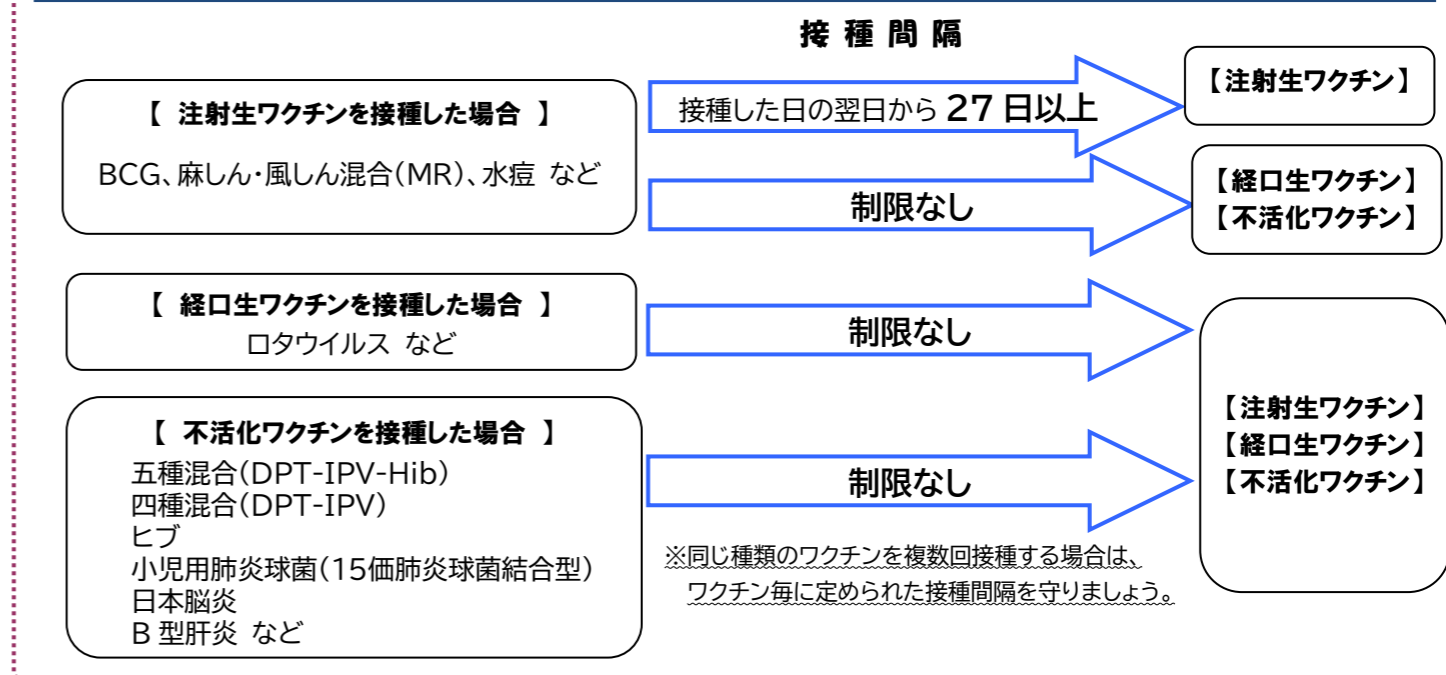 接種間隔
【 注射生ワクチンを接種した場合 】
BCG、麻しん・風しん混合(MR)、水痘 など
接種した日の翌日から 27 日以上
【注射生ワクチン】
制限なし
【経口生ワクチン】
【不活化ワクチン】
【 経口生ワクチンを接種した場合 】
ロタウイルス など
制限なし
【 不活化ワクチンを接種した場合 】
五種混合(DPT-IPV-Hib)
四種混合(DPT-IPV)
ヒブ
小児用肺炎球菌(15価肺炎球菌結合型)
日本脳炎
B 型肝炎 など
制限なし
【注射生ワクチン】
【経口生ワクチン】
【不活化ワクチン】
※同じ種類のワクチンを複数回接種する場合は、
ワクチン毎に定められた接種間隔を守りましょう。